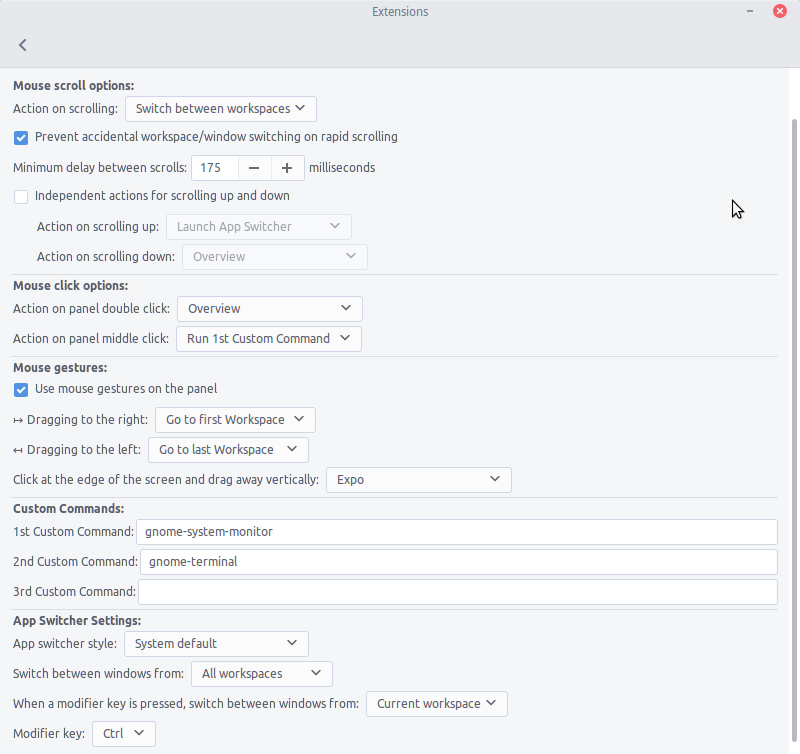 Extensions
Mouse scroll options:
Action on scrolling: Switch between workspaces
Prevent accidental workspace/window switching on rapid scrolling
Minimum delay between scrolls: 175 − + milliseconds
Independent actions for scrolling up and down
Action on scrolling up: Launch App Switcher
Action on scrolling down: Overview
Mouse click options:
Action on panel double click: Overview
Action on panel middle click: Run 1st Custom Command
Mouse gestures:
Use mouse gestures on the panel
↦ Dragging to the right: Go to first Workspace
↤ Dragging to the left: Go to last Workspace
Click at the edge of the screen and drag away vertically: Expo
Custom Commands:
1st Custom Command: gnome-system-monitor
2nd Custom Command: gnome-terminal
3rd Custom Command:
App Switcher Settings:
App switcher style: System default
Switch between windows from: All workspaces
When a modifier key is pressed, switch between windows from: Current workspace
Modifier key: Ctrl